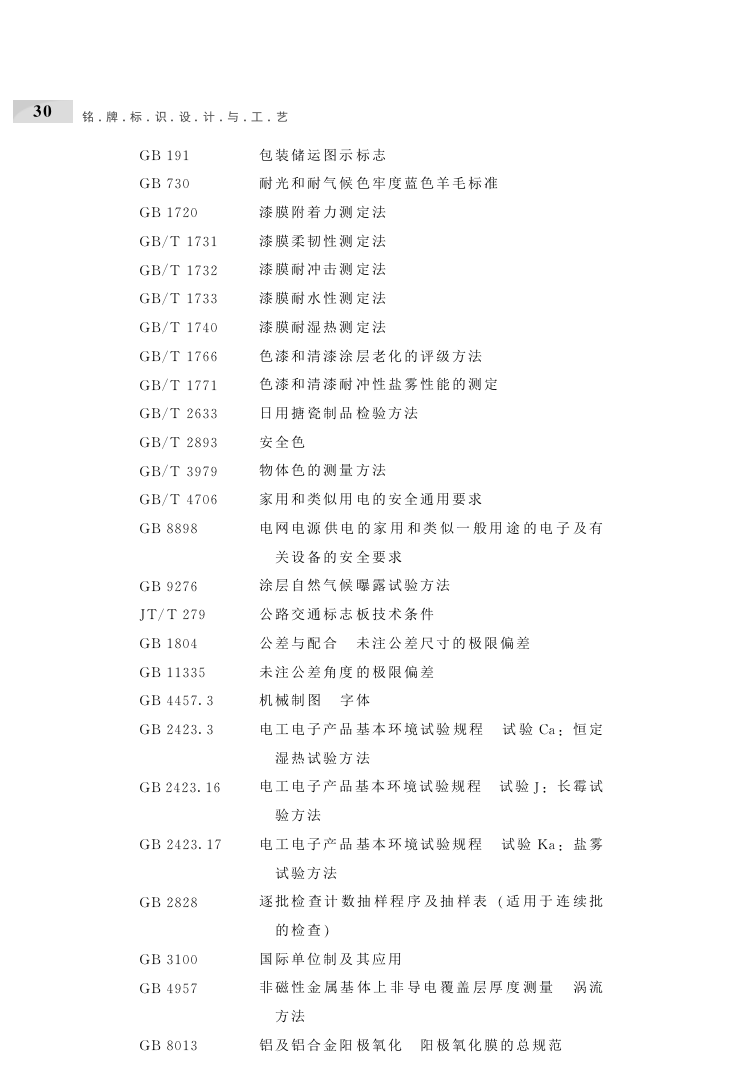 30 铭.牌.标.识.设.计.与.工.艺
GB 191 包装储运图示标志
GB 730 耐光和耐气候色牢度蓝色羊毛标准
GB 1720 漆膜附着力测定法
GB/T 1731 漆膜柔韧性测定法
GB/T 1732 漆膜耐冲击测定法
GB/T 1733 漆膜耐水性测定法
GB/T 1740 漆膜耐湿热测定法
GB/T 1766 色漆和清漆涂层老化的评级方法
GB/T 1771 色漆和清漆耐冲性盐雾性能的测定
GB/T 2633 日用搪瓷制品检验方法
GB/T 2893 安全色
GB/T 3979 物体色的测量方法
GB/T 4706 家用和类似用电的安全通用要求
GB 8898 电网电源供电的家用和类似一般用途的电子及有
关设备的安全要求
GB 9276 涂层自然气候曝露试验方法
JT/T 279 公路交通标志板技术条件
GB 1804 公差与配合 未注公差尺寸的极限偏差
GB 11335 未注公差角度的极限偏差
GB 4457.3 机械制图 字体
GB 2423.3 电工电子产品基本环境试验规程 试验 Ca：恒定
湿热试验方法
GB 2423.16 电工电子产品基本环境试验规程 试验 J：长霉试
验方法
GB 2423.17 电工电子产品基本环境试验规程 试验 Ka：盐雾
试验方法
GB 2828 逐批检查计数抽样程序及抽样表（适用于连续批
的检查）
GB 3100 国际单位制及其应用
GB 4957 非磁性金属基体上非导电覆盖层厚度测量 涡流
方法
GB 8013 铝及铝合金阳极氧化 阳极氧化膜的总规范